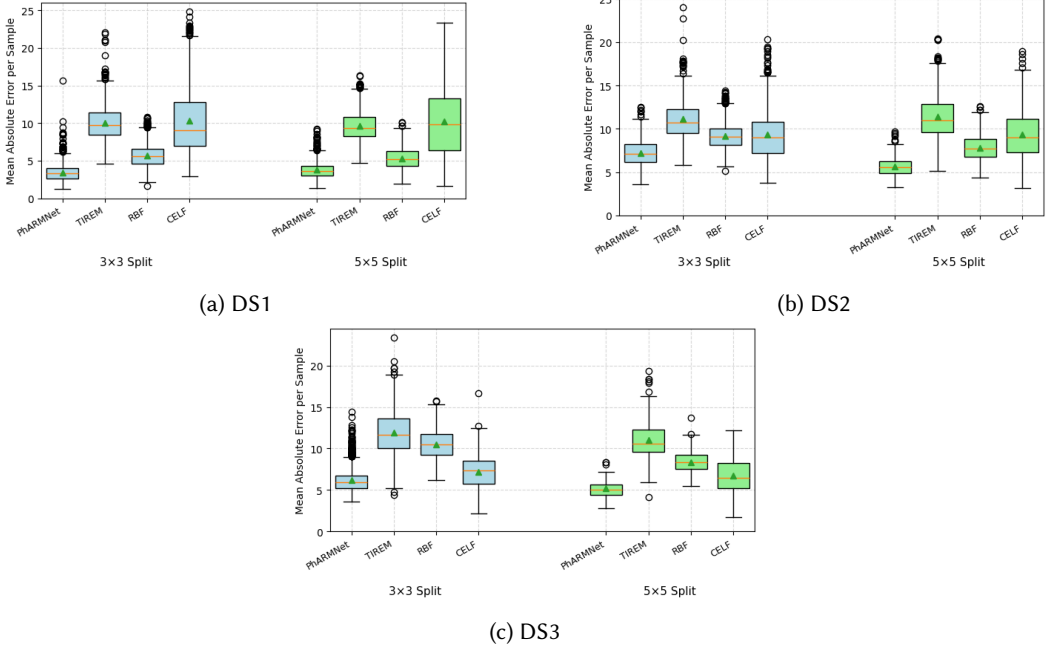 Mean Absolute Error per Sample
25
20
15
10
5
0
PhARMNet TIREM RBF CELF PhARMNet TIREM RBF CELF
3×3 Split 5×5 Split
(a) DS1
Mean Absolute Error per Sample
25
20
15
10
5
0
PhARMNet TIREM RBF CELF PhARMNet TIREM RBF CELF
3×3 Split 5×5 Split
(b) DS2
Mean Absolute Error per Sample
20
15
10
5
0
PhARMNet TIREM RBF CELF PhARMNet TIREM RBF CELF
3×3 Split 5×5 Split
(c) DS3